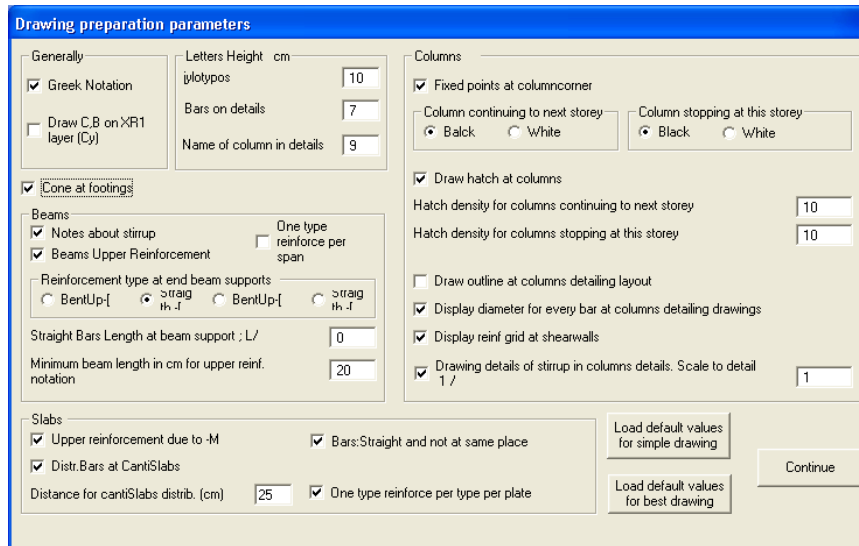 Drawing preparation parameters
Generally
Greek Notation
Draw C,B on XR1
layer (Cy)
Letters Height cm
10
Bars on details
7
Name of column in details
9
Cone at footings
Beams
Notes about stirrup
Beams Upper Reinforcement
One type
reinforce per
span
Reinforcement type at end beam supports
BentUp-[
BentUp-[
Straight Bars Length at beam support ; L/
0
Minimum beam length in cm for upper reinf.
notation
20
Columns
Fixed points at columncorner
Column continuing to next storey
Balck
White
Column stopping at this storey
Black
White
Draw hatch at columns
Hatch density for columns continuing to next storey
10
Hatch density for columns stopping at this storey
10
Draw outline at columns detailing layout
Display diameter for every bar at columns detailing drawings
Display reinf grid at shearwalls
Drawing details of stirrup in columns details. Scale to detail
1 /
1
Slabs
Upper reinforcement due to -M
Bars:Straight and not at same place
Distr.Bars at CantiSlabs
Distance for cantiSlabs distrib. (cm)
25
One type reinforce per type per plate
Load default values
for simple drawing
Load default values
for best drawing
Continue